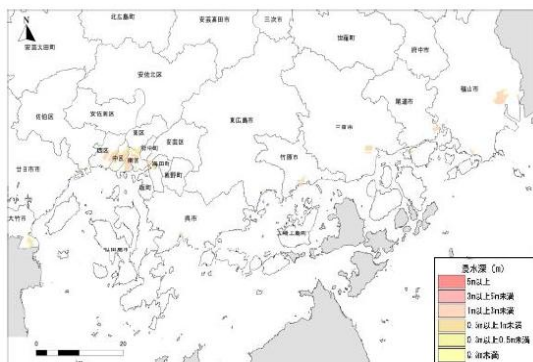 北広島町
安芸高田市
三次市
安芸太田町
世羅町
府中市
安佐北区
福山市
尾道市
佐伯区
安佐南区
東広島市
三原市
東区
安芸区
西区
中区
南区
府中町
海田町
竹原市
熊野町
廿日市市
坂町
大竹市
呉市
大崎上島町
浸水深 (m)
5m以上
3m以上5m未満
1m以上3m未満
0.5m以上1m未満
0.3m以上0.5m未満
0.3m未満
0
20